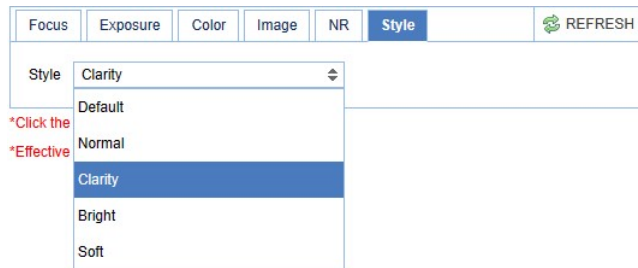 Focus Exposure Color Image NR Style REFRESH
Style Clarity
Default
*Click the
Normal
*Effective
Clarity
Bright
Soft